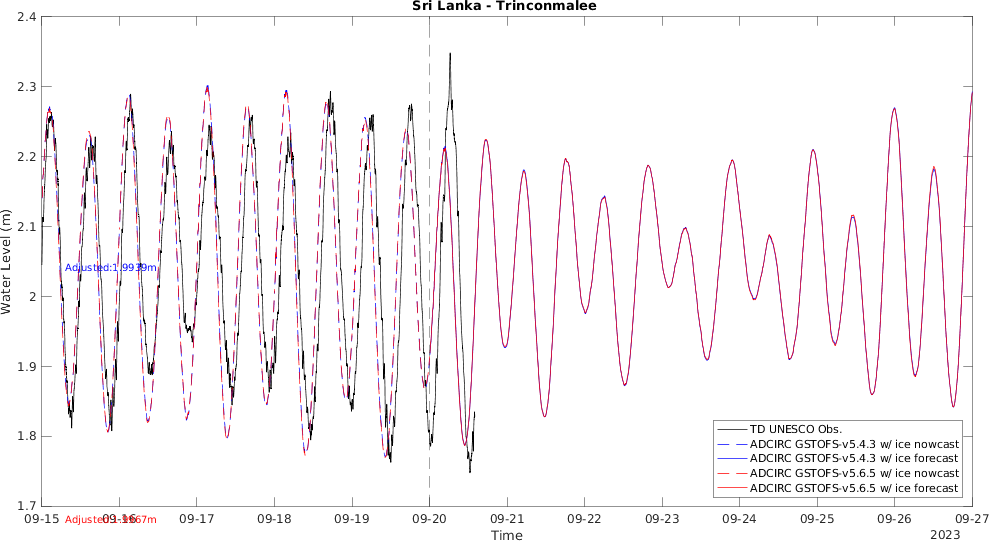 Sri Lanka - Trinconmalee
2.4
2.3
2.2
2.1
2
1.9
1.8
1.7
Water Level (m)
Adjusted:1.9939m
TD UNESCO Obs.
ADCIRC GSTOFS-v5.4.3 w/ ice nowcast
ADCIRC GSTOFS-v5.4.3 w/ ice forecast
ADCIRC GSTOFS-v5.6.5 w/ ice nowcast
ADCIRC GSTOFS-v5.6.5 w/ ice forecast
09-15 09-16 09-17 09-18 09-19 09-20 09-21 09-22 09-23 09-24 09-25 09-26 09-27
Time
2023